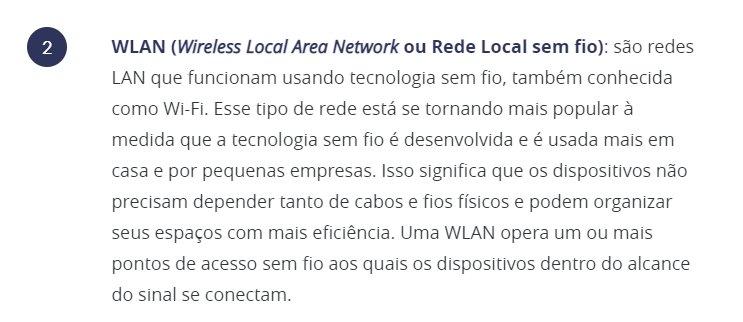 2
WLAN (Wireless Local Area Network ou Rede Local sem fio): são redes
LAN que funcionam usando tecnologia sem fio, também conhecida
como Wi-Fi. Esse tipo de rede está se tornando mais popular à
medida que a tecnologia sem fio é desenvolvida e é usada mais em
casa e por pequenas empresas. Isso significa que os dispositivos não
precisam depender tanto de cabos e fios físicos e podem organizar
seus espaços com mais eficiência. Uma WLAN opera um ou mais
pontos de acesso sem fio aos quais os dispositivos dentro do alcance
do sinal se conectam.